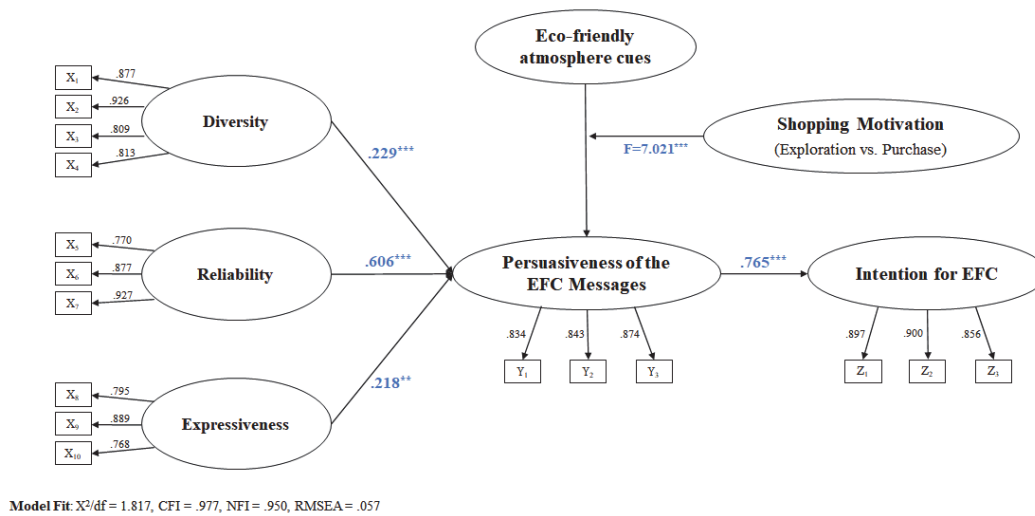 Eco-friendly
atmosphere cues
X₁
.877
X₂
.926
X₃
.809
X₄
.813
Diversity
.229***
Shopping Motivation
(Exploration vs. Purchase)
F=7.021***
X₅
.770
X₆
.877
X₇
.927
Reliability
.606***
Persuasiveness of the
EFC Messages
.765***
Intention for EFC
.834
.843
.874
Y₁
Y₂
Y₃
.897
.900
.856
Z₁
Z₂
Z₃
X₈
.795
X₉
.889
X₁₀
.768
Expressiveness
.218**
Model Fit: X²/df = 1.817, CFI = .977, NFI = .950, RMSEA = .057